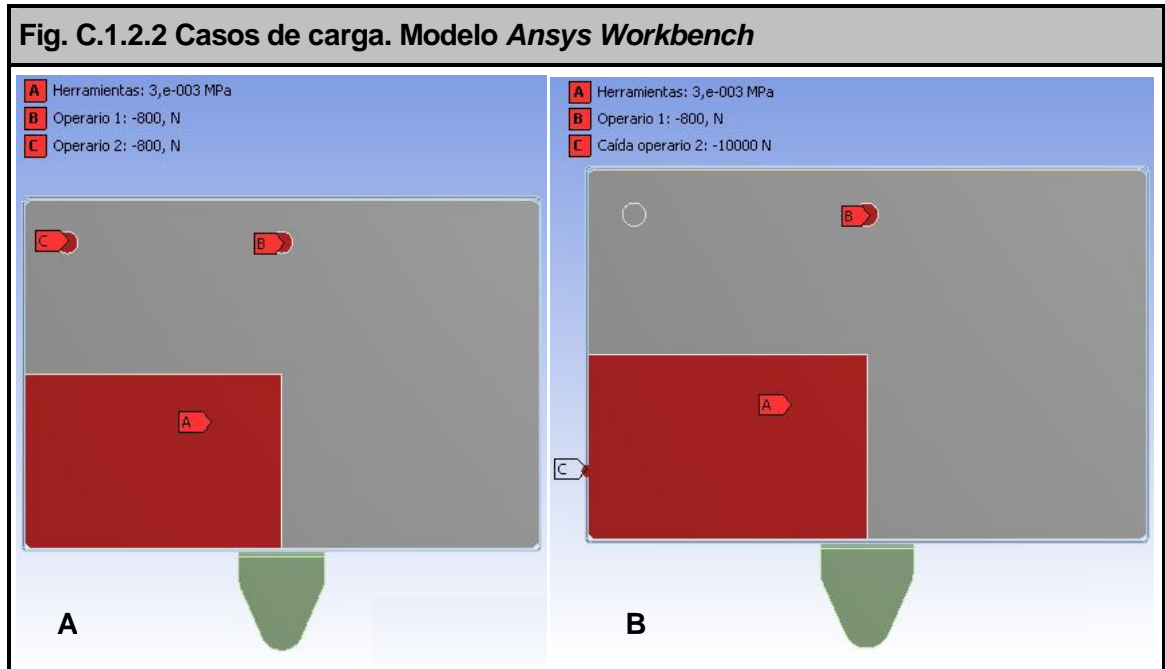 Fig. C.1.2.2 Casos de carga. Modelo Ansys Workbench
A Herramientas: 3,e-003 MPa
B Operario 1: -800, N
C Operario 2: -800, N
C
B
A
A
A Herramientas: 3,e-003 MPa
B Operario 1: -800, N
C Caída operario 2: -10000 N
B
A
C
B